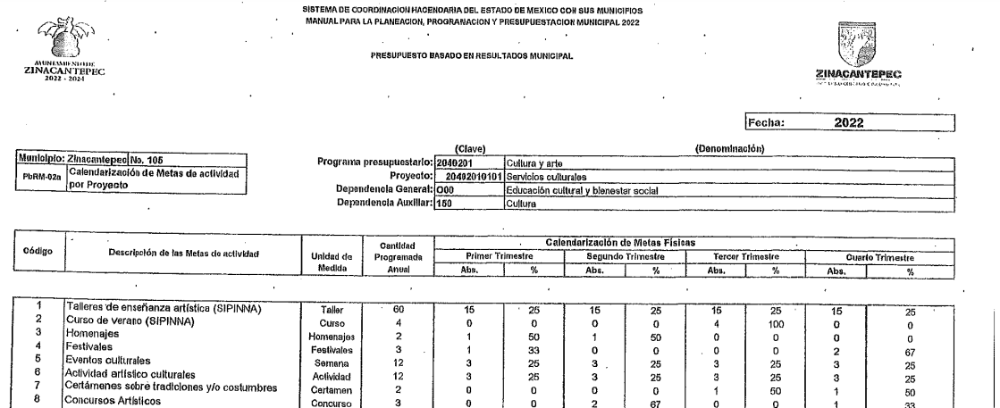 SISTEMA DE COORDINACION HACENDARIA DEL ESTADO DE MEXICO CON SUS MUNICIPIOS
MANUAL PARA LA PLANEACION, PROGRANACION Y PRESUPUESTACION MUNICIPAL 2022
PRESUPUESTO BASADO EN RESULTADOS MUNICIPAL
AYUNTAMIENTO DE
ZINACANTEPEC
2022 - 2024
ZINACANTEPEC
Fecha: 2022
(Clave) (Denominación)
Municipio: Zinacantepec No. 105
PbRM-02a Calendarización de Metas de actividad por Proyecto
Programa presupuestario: 2040201 Cultura y arte
Proyecto: 20402010101 Servicios culturales
Dependencia General: O00 Educación cultural y bienestar social
Dependencia Auxiliar: 150 Cultura
Código Descripción de las Metas de actividad Unidad de Medida Cantidad Programada Anual Calendarización de Metas Físicas
Primer Trimestre Segundo Trimestre Tercer Trimestre Cuarto Trimestre
Abs. % Abs. % Abs. % Abs. %
1 Talleres de enseñanza artística (SIPINNA) Taller 60 15 25 15 25 15 25 15 25
2 Curso de verano (SIPINNA) Curso 4 0 0 0 0 4 100 0 0
3 Homenajes Homenajes 2 1 50 1 50 0 0 0 0
4 Festivales Festivales 3 1 33 0 0 0 0 2 67
5 Eventos culturales Semana 12 3 25 3 25 3 25 3 25
6 Actividad artístico culturales Actividad 12 3 25 3 25 3 25 3 25
7 Certámenes sobre tradiciones y/o costumbres Certamen 2 0 0 0 0 1 50 1 50
8 Concursos Artísticos Concurso 3 0 0 2 67 0 0 1 33